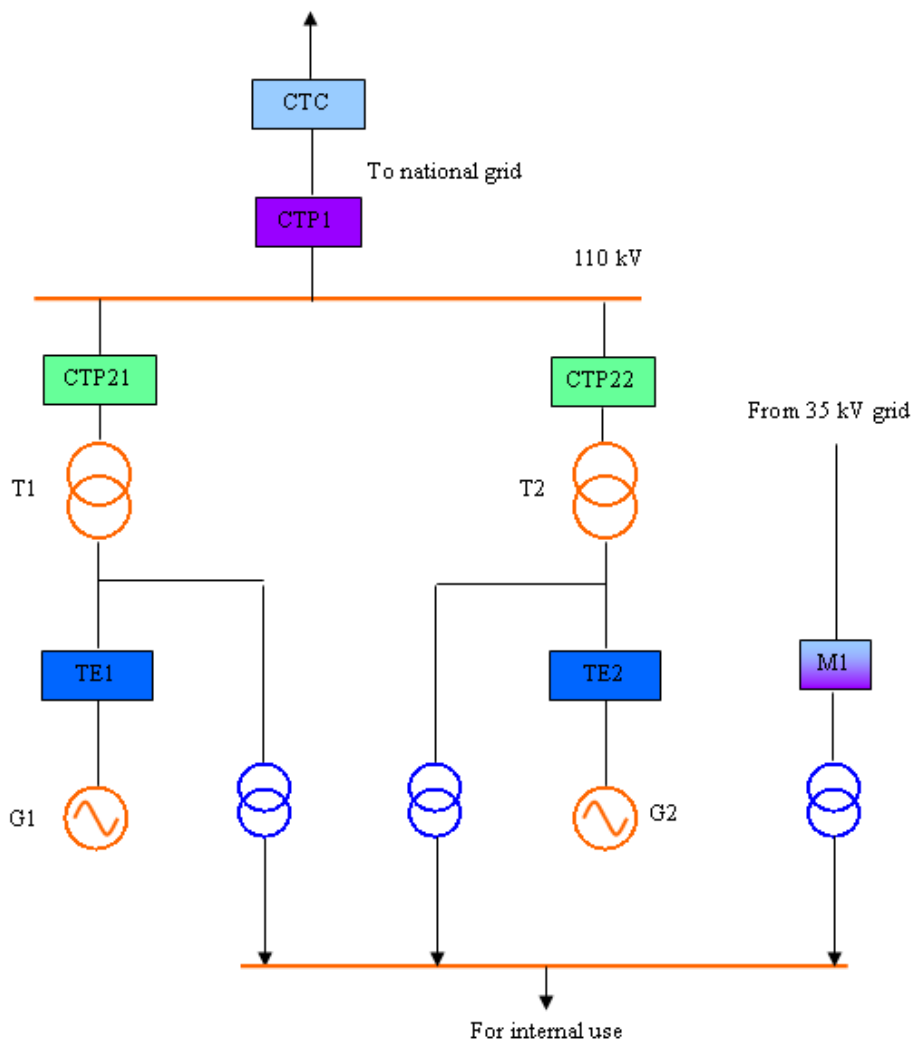 CTC
To national grid
CTP1
110 kV
CTP21
CTP22
From 35 kV grid
T1
T2
TE1
TE2
M1
G1
G2
For internal use